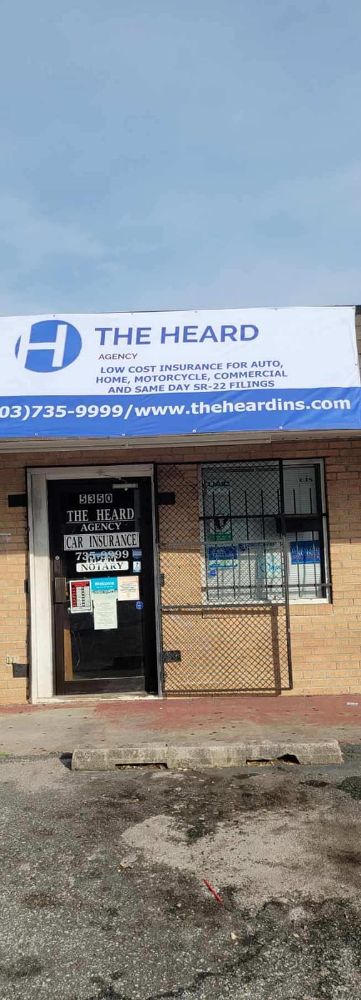 H
THE HEARD
AGENCY
LOW COST INSURANCE FOR AUTO,
HOME, MOTORCYCLE, COMMERCIAL
AND SAME DAY SR-22 FILINGS
03)735-9999/www.theheardins.com
5350
THE HEARD
AGENCY
CAR INSURANCE
735-9999
NOTARY